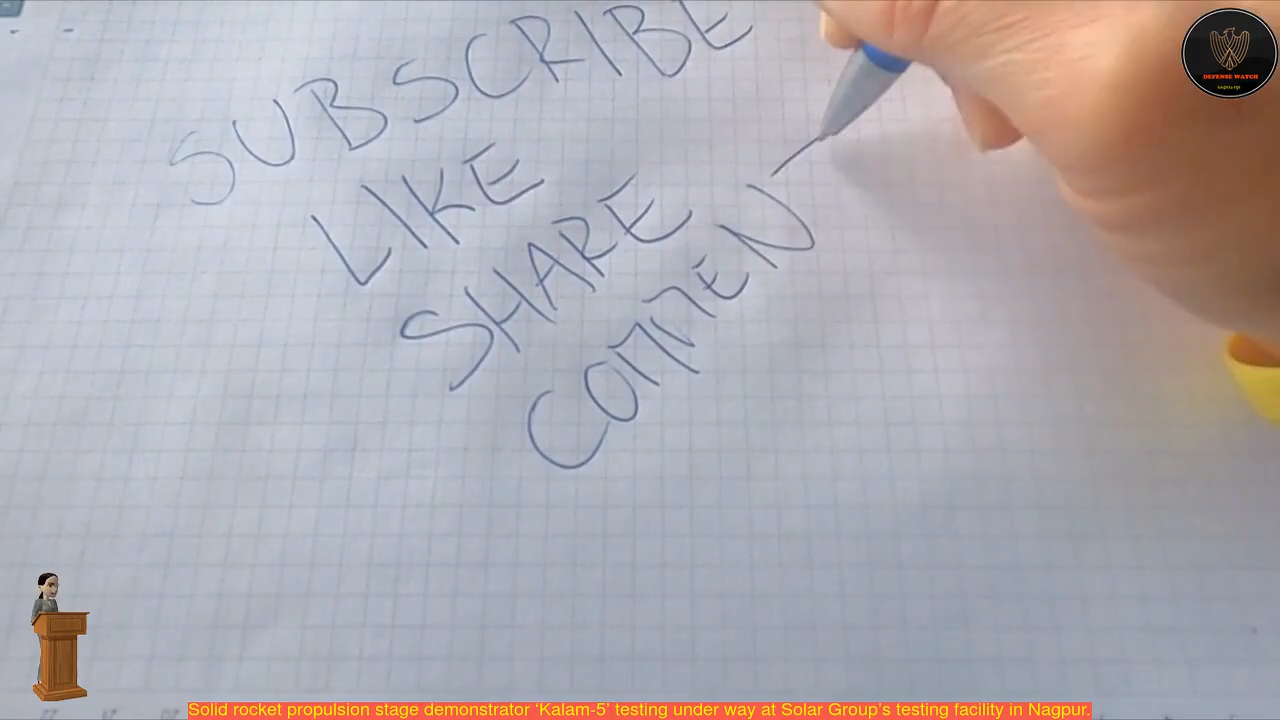 SUBSCRIBE
LIKE
SHARE
COMMEN
DEFENSE WATCH
Solid rocket propulsion stage demonstrator ‘Kalam-5’ testing under way at Solar Group’s testing facility in Nagpur.